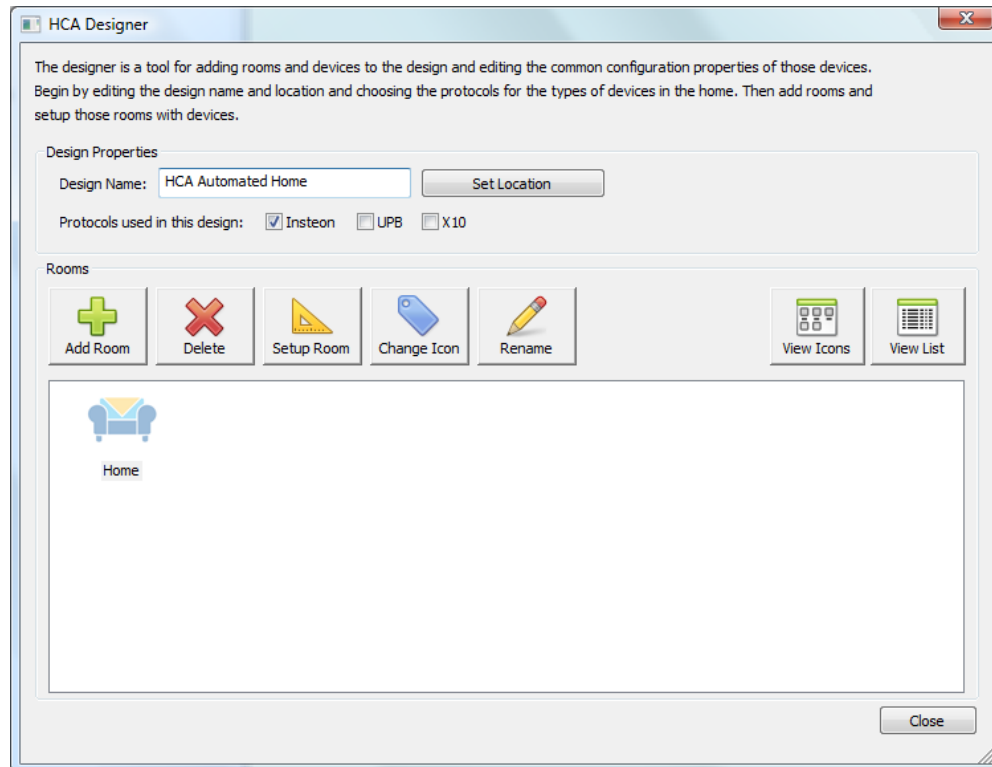 HCA Designer
The designer is a tool for adding rooms and devices to the design and editing the common configuration properties of those devices.
Begin by editing the design name and location and choosing the protocols for the types of devices in the home. Then add rooms and
setup those rooms with devices.
Design Properties
Design Name: HCA Automated Home Set Location
Protocols used in this design: Insteon UPB X10
Rooms
Add Room Delete Setup Room Change Icon Rename View Icons View List
Home
Close